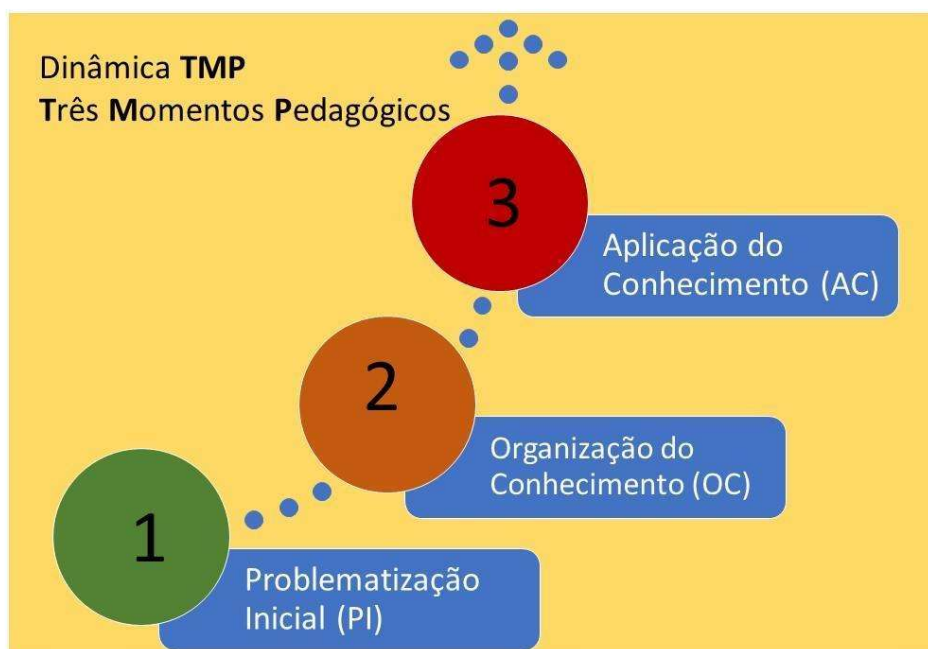 Dinâmica TMP
Três Momentos Pedagógicos
3
Aplicação do
Conhecimento (AC)
2
Organização do
Conhecimento (OC)
1
Problematização
Inicial (PI)